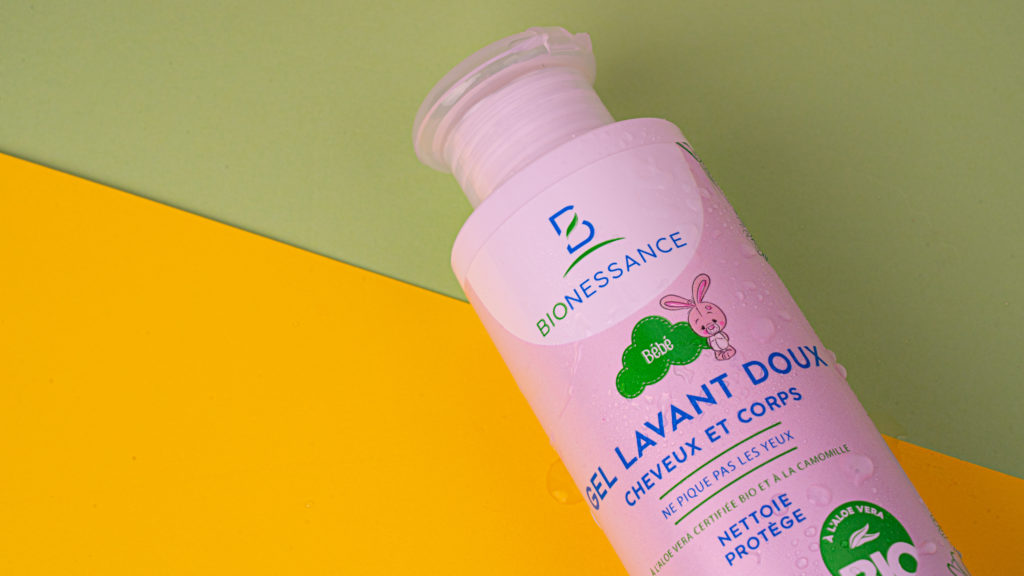 BIONESSANCE
Bébé
GEL LAVANT DOUX
CHEVEUX ET CORPS
NE PIQUE PAS LES YEUX
À L'ALOE VERA CERTIFIÉE BIO ET À LA CAMOMILLE
NETTOIE
PROTÈGE
À L'ALOE VERA
BIO